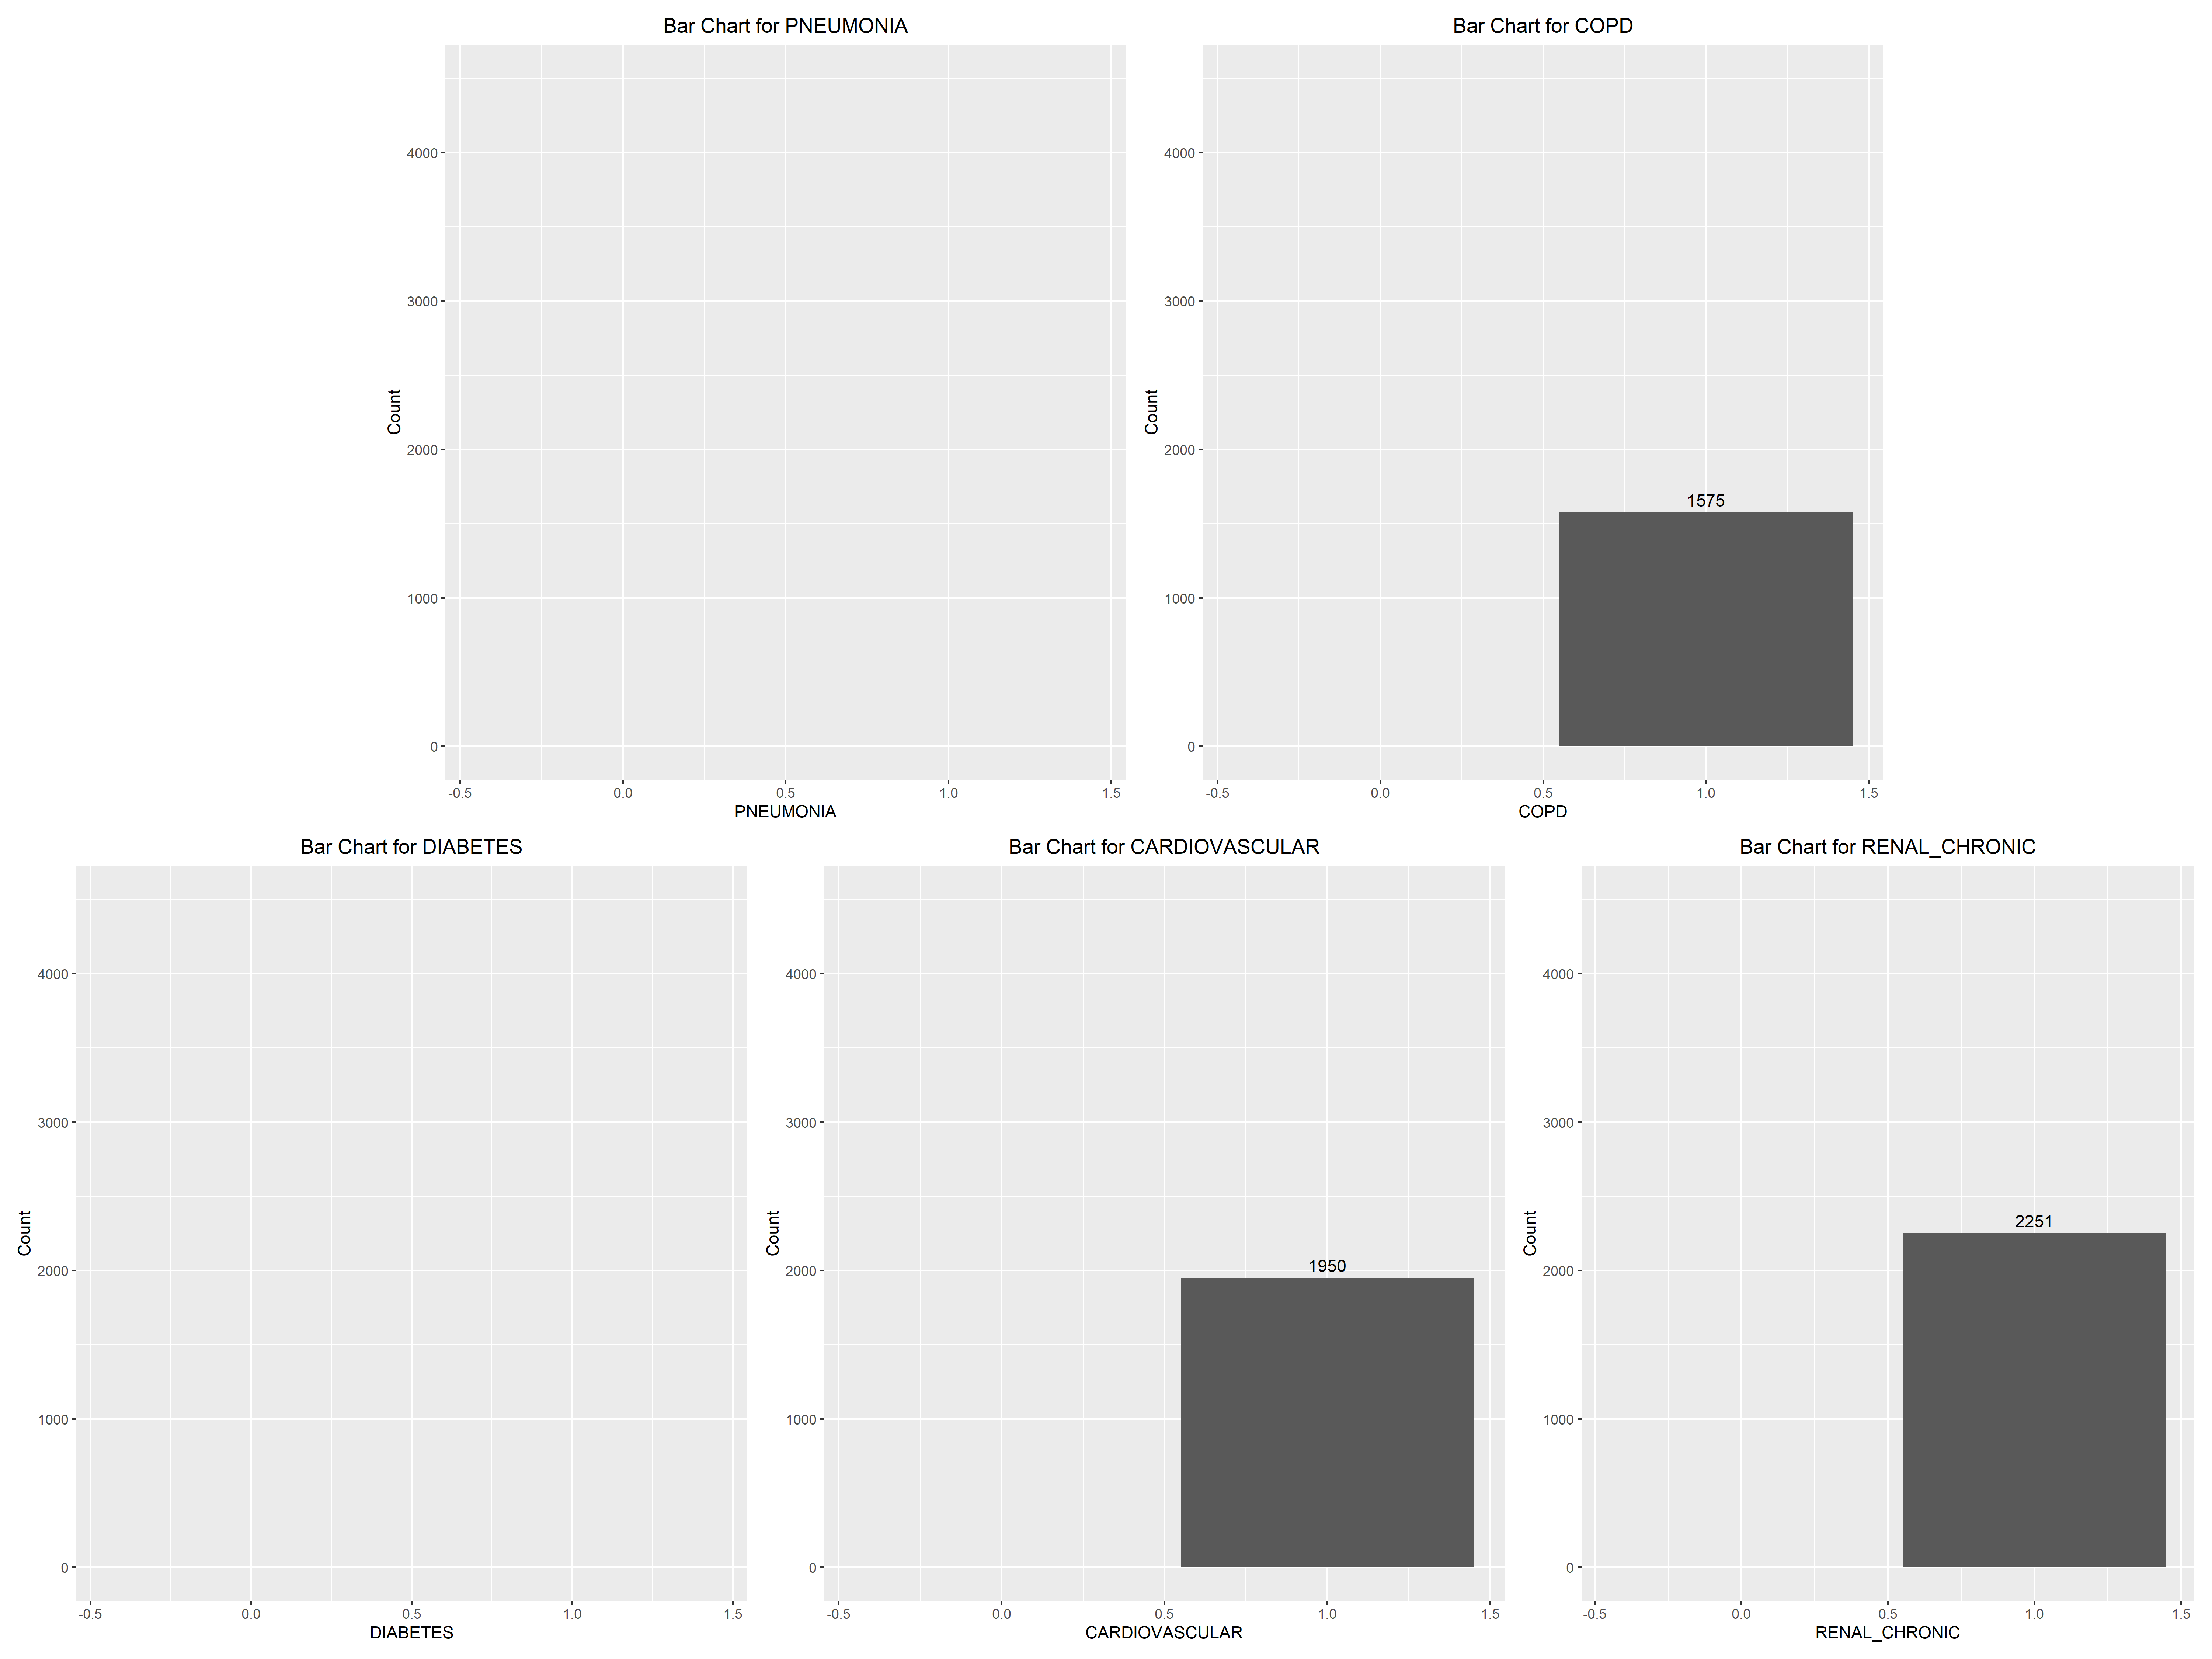 Bar Chart for PNEUMONIA
4000
3000
2000
1000
0
Count
-0.5 0.0 0.5 1.0 1.5
PNEUMONIA
Bar Chart for COPD
4000
3000
2000
1000
0
Count
1575
-0.5 0.0 0.5 1.0 1.5
COPD
Bar Chart for DIABETES
4000
3000
2000
1000
0
Count
-0.5 0.0 0.5 1.0 1.5
DIABETES
Bar Chart for CARDIOVASCULAR
4000
3000
2000
1000
0
Count
1950
-0.5 0.0 0.5 1.0 1.5
CARDIOVASCULAR
Bar Chart for RENAL_CHRONIC
4000
3000
2000
1000
0
Count
2251
-0.5 0.0 0.5 1.0 1.5
RENAL_CHRONIC